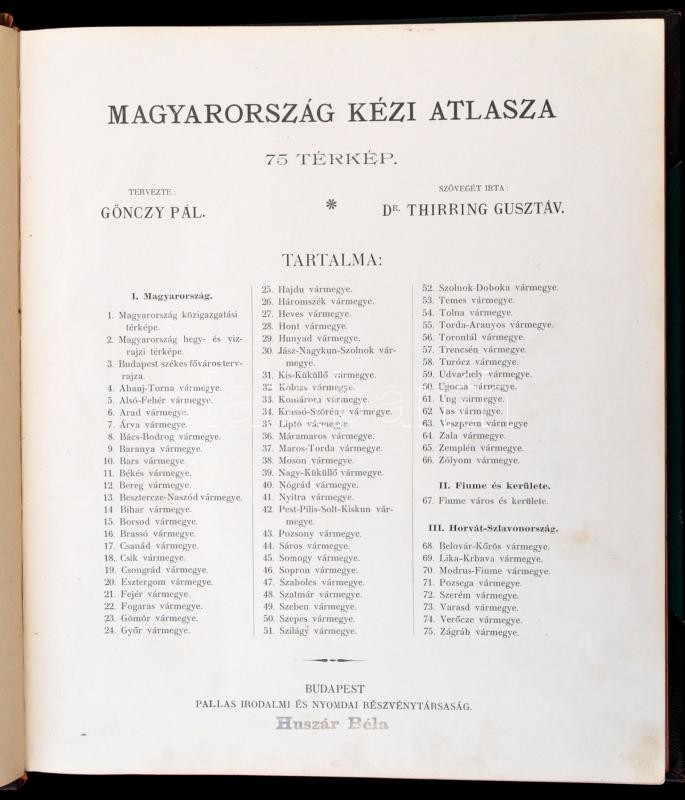 MAGYARORSZÁG KÉZI ATLASZA
75 TÉRKÉP.
TERVEZTE:
GÖNCZY PÁL.
*
SZÖVEGÉT IRTA:
DR. THIRRING GUSZTÁV.
TARTALMA:
I. Magyarország.
1. Magyarország közigazgatási
térképe.
2. Magyarország hegy- és viz-
rajzi térképe.
3. Budapest székes főváros terv-
rajza.
4. Abauj-Torna vármegye.
5. Alsó-Fehér vármegye.
6. Arad vármegye.
7. Árva vármegye.
8. Bács-Bodrog vármegye.
9. Baranya vármegye.
10. Bars vármegye.
11. Békés vármegye.
12. Bereg vármegye.
13. Besztercze-Naszód vármegye.
14. Bihar vármegye.
15. Borsod vármegye.
16. Brassó vármegye.
17. Csanád vármegye.
18. Csik vármegye.
19. Csongrád vármegye.
20. Esztergom vármegye.
21. Fejér vármegye.
22. Fogaras vármegye.
23. Gömör vármegye.
24. Győr vármegye.
25. Hajdu vármegye.
26. Háromszék vármegye.
27. Heves vármegye.
28. Hont vármegye.
29. Hunyad vármegye.
30. Jász-Nagykun-Szolnok vár-
megye.
31. Kis-Küküllő vármegye.
32. Kolozs vármegye.
33. Komárom vármegye.
34. Krassó-Szörény vármegye.
35. Liptó vármegye.
36. Máramaros vármegye.
37. Maros-Torda vármegye.
38. Moson vármegye.
39. Nagy-Küküllő vármegye.
40. Nógrád vármegye.
41. Nyitra vármegye.
42. Pest-Pilis-Solt-Kiskun vár-
megye.
43. Pozsony vármegye.
44. Sáros vármegye.
45. Somogy vármegye.
46. Sopron vármegye.
47. Szabolcs vármegye.
48. Szatmár vármegye.
49. Szeben vármegye.
50. Szepes vármegye.
51. Szilágy vármegye.
52. Szolnok-Doboka vármegye.
53. Temes vármegye.
54. Tolna vármegye.
55. Torda-Aranyos vármegye.
56. Torontál vármegye.
57. Trencsén vármegye.
58. Turócz vármegye.
59. Udvarhely vármegye.
60. Ugocsa vármegye.
61. Ung vármegye.
62. Vas vármegye.
63. Veszprém vármegye
64. Zala vármegye.
65. Zemplén vármegye.
66. Zólyom vármegye.
II. Fiume és kerülete.
67. Fiume város és kerülete.
III. Horvát-Szlavonország.
68. Belovár-Kőrös vármegye.
69. Lika-Krbava vármegye.
70. Modrus-Fiume vármegye.
71. Pozsega vármegye.
72. Szerém vármegye.
73. Varasd vármegye.
74. Verőcze vármegye.
75. Zágráb vármegye.
BUDAPEST
PALLAS IRODALMI ÉS NYOMDAI RÉSZVÉNYTÁRSASÁG.
Huszár Béla